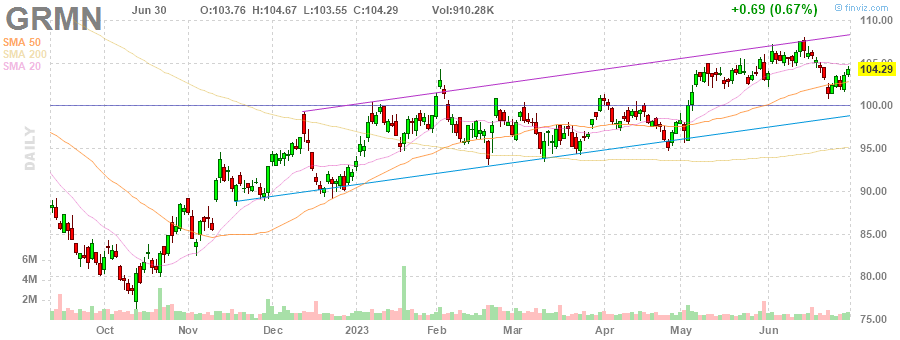 GRMN Jun 30 O:103.76 H:104.67 L:103.55 C:104.29 Vol:910.28K +0.69 (0.67%) © finviz.com
110.00
SMA 50
SMA 200
SMA 20
105.00
104.29
100.00
DAILY
95.00
90.00
85.00
6M
4M
80.00
2M
75.00
Oct Nov Dec 2023 Feb Mar Apr May Jun